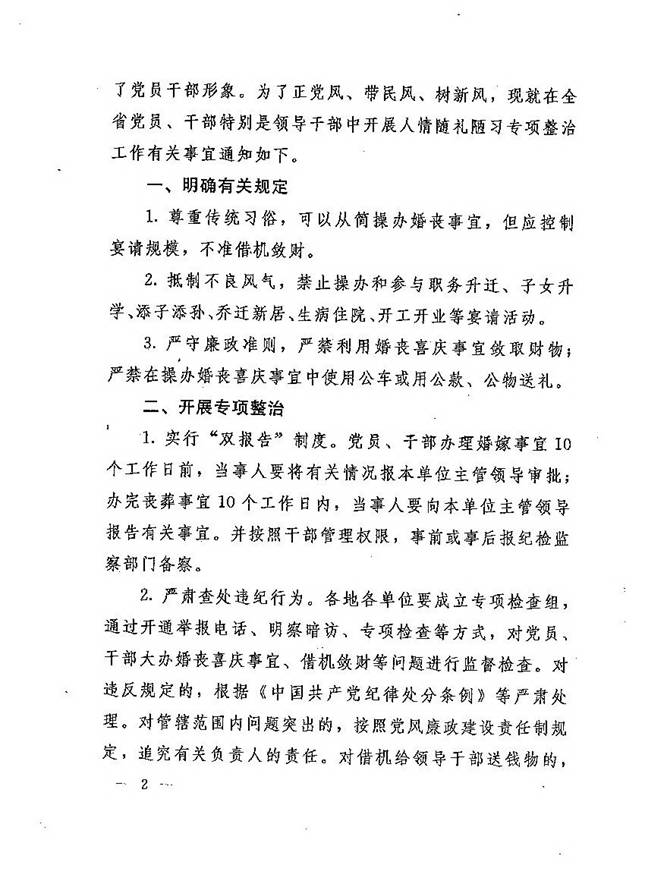 了党员干部形象。为了正党风、带民风、树新风，现就在全
省党员、干部特别是领导干部中开展人情随礼陋习专项整治
工作有关事宜通知如下。
一、明确有关规定
1. 尊重传统习俗，可以从简操办婚丧事宜，但应控制
宴请规模，不准借机敛财。
2. 抵制不良风气，禁止操办和参与职务升迁、子女升
学、添子添孙、乔迁新居、生病住院、开工开业等宴请活动。
3. 严守廉政准则，严禁利用婚丧喜庆事宜敛取财物；
严禁在操办婚丧喜庆事宜中使用公车或用公款、公物送礼。
二、开展专项整治
1. 实行“双报告”制度。党员、干部办理婚嫁事宜 10
个工作日前，当事人要将有关情况报本单位主管领导审批；
办完丧葬事宜 10 个工作日内，当事人要向本单位主管领导
报告有关事宜。并按照干部管理权限，事前或事后报纪检监
察部门备察。
2. 严肃查处违纪行为。各地各单位要成立专项检查组，
通过开通举报电话、明察暗访、专项检查等方式，对党员、
干部大办婚丧喜庆事宜、借机敛财等问题进行监督检查。对
违反规定的，根据《中国共产党纪律处分条例》等严肃处
理。对管辖范围内问题突出的，按照党风廉政建设责任制规
定，追究有关负责人的责任。对借机给领导干部送钱物的，
— 2 —